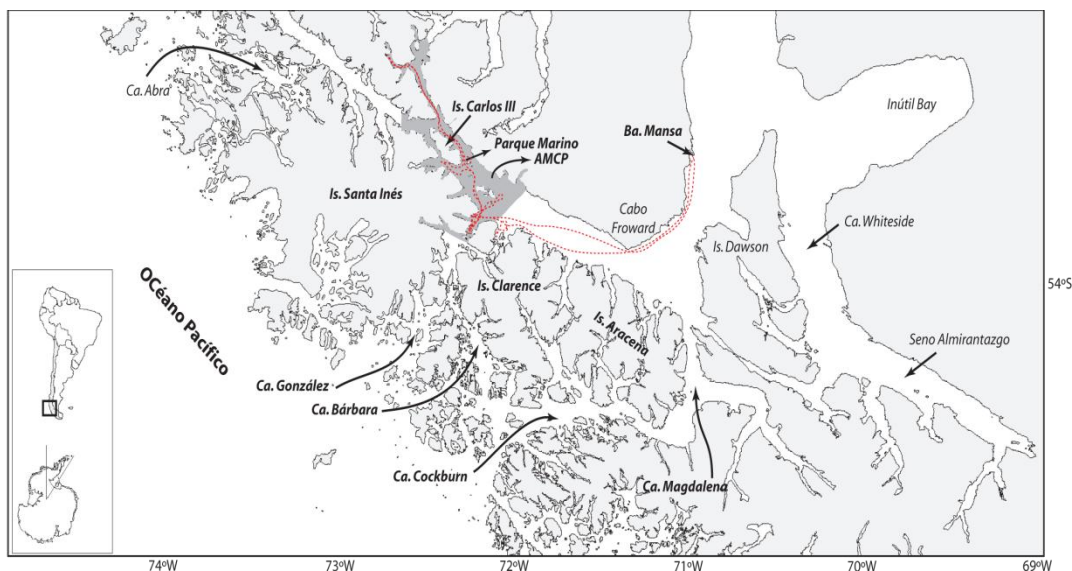 Ca. Abra
Is. Carlos III
Parque Marino
AMCP
Ba. Mansa
Inútil Bay
Is. Santa Inés
Cabo
Froward
Is. Dawson
Ca. Whiteside
OCéano Pacífico
Is. Clarence
54ºS
Is. Aracena
Seno Almirantazgo
Ca. González
Ca. Bárbara
Ca. Cockburn
Ca. Magdalena
74ºW
73ºW
72ºW
71ºW
70ºW
69ºW